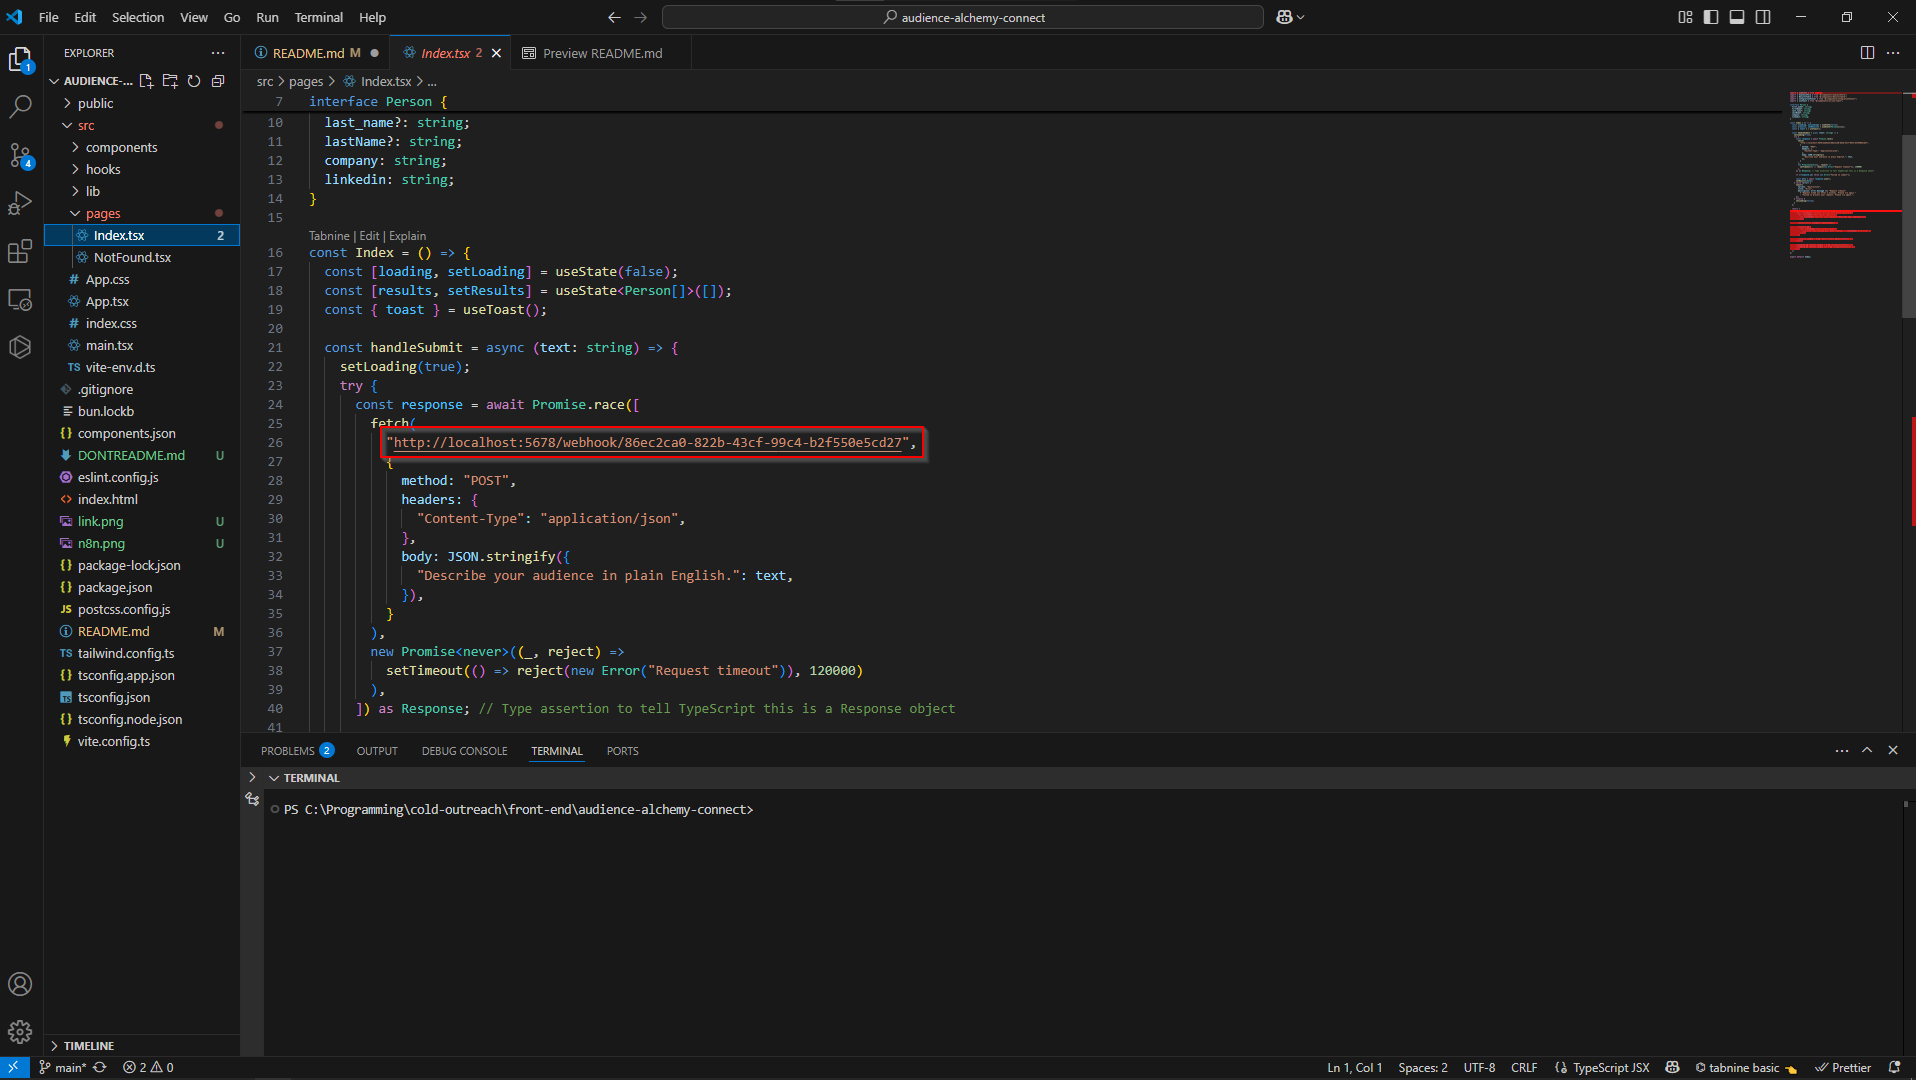 File Edit Selection View Go Run Terminal Help
audience-alchemy-connect
EXPLORER
1
4
AUDIENCE-...
public
src
components
hooks
lib
pages
Index.tsx 2
NotFound.tsx
App.css
App.tsx
index.css
main.tsx
TS vite-env.d.ts
.gitignore
bun.lockb
components.json
DONTREADME.md U
eslint.config.js
index.html
link.png U
n8n.png U
package-lock.json
package.json
JS postcss.config.js
README.md M
TS tailwind.config.ts
tsconfig.app.json
tsconfig.json
tsconfig.node.json
vite.config.ts
TIMELINE
README.md M
Index.tsx 2
Preview README.md
src > pages > Index.tsx > ...
7 interface Person {
10 last_name?: string;
11 lastName?: string;
12 company: string;
13 linkedin: string;
14 }
15
Tabnine | Edit | Explain
16 const Index = () => {
17 const [loading, setLoading] = useState(false);
18 const [results, setResults] = useState<Person[]>([]);
19 const { toast } = useToast();
20
21 const handleSubmit = async (text: string) => {
22 setLoading(true);
23 try {
24 const response = await Promise.race([
25 fetch(
26 "http://localhost:5678/webhook/86ec2ca0-822b-43cf-99c4-b2f550e5cd27",
27 {
28 method: "POST",
29 headers: {
30 "Content-Type": "application/json",
31 },
32 body: JSON.stringify({
33 "Describe your audience in plain English.": text,
34 }),
35 }
36 ),
37 new Promise<never>((_, reject) =>
38 setTimeout(() => reject(new Error("Request timeout")), 120000)
39 ),
40 ]) as Response; // Type assertion to tell TypeScript this is a Response object
41
PROBLEMS 2 OUTPUT DEBUG CONSOLE TERMINAL PORTS
TERMINAL
PS C:\Programming\cold-outreach\front-end\audience-alchemy-connect>
main* 2 0
Ln 1, Col 1 Spaces: 2 UTF-8 CRLF TypeScript JSX tabnine basic Prettier